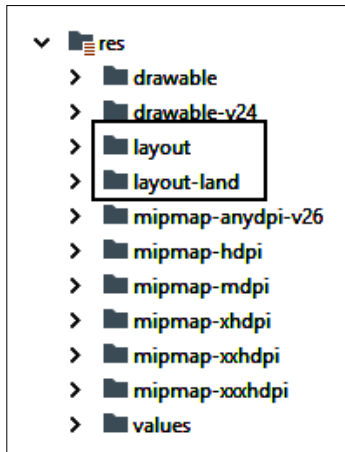 res
drawable
drawable-v24
layout
layout-land
mipmap-anydpi-v26
mipmap-hdpi
mipmap-mdpi
mipmap-xhdpi
mipmap-xxhdpi
mipmap-xxxhdpi
values